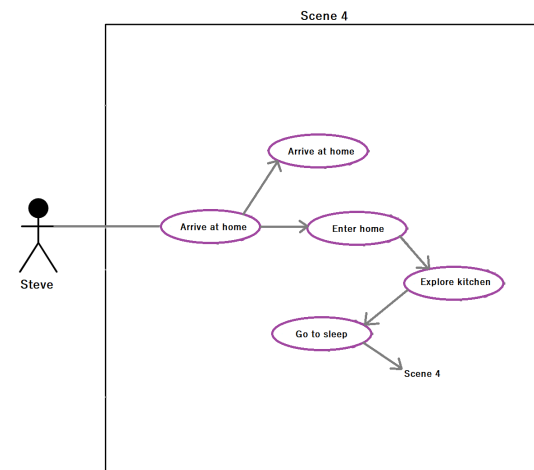 Scene 4
Arrive at home
Arrive at home
Enter home
Steve
Explore kitchen
Go to sleep
Scene 4